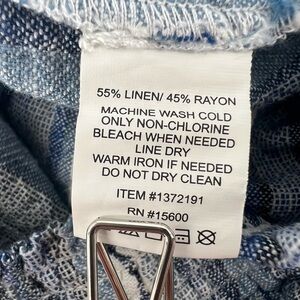 55% LINEN/ 45% RAYON
MACHINE WASH COLD
ONLY NON-CHLORINE
BLEACH WHEN NEEDED
LINE DRY
WARM IRON IF NEEDED
DO NOT DRY CLEAN
ITEM #1372191
RN #15600